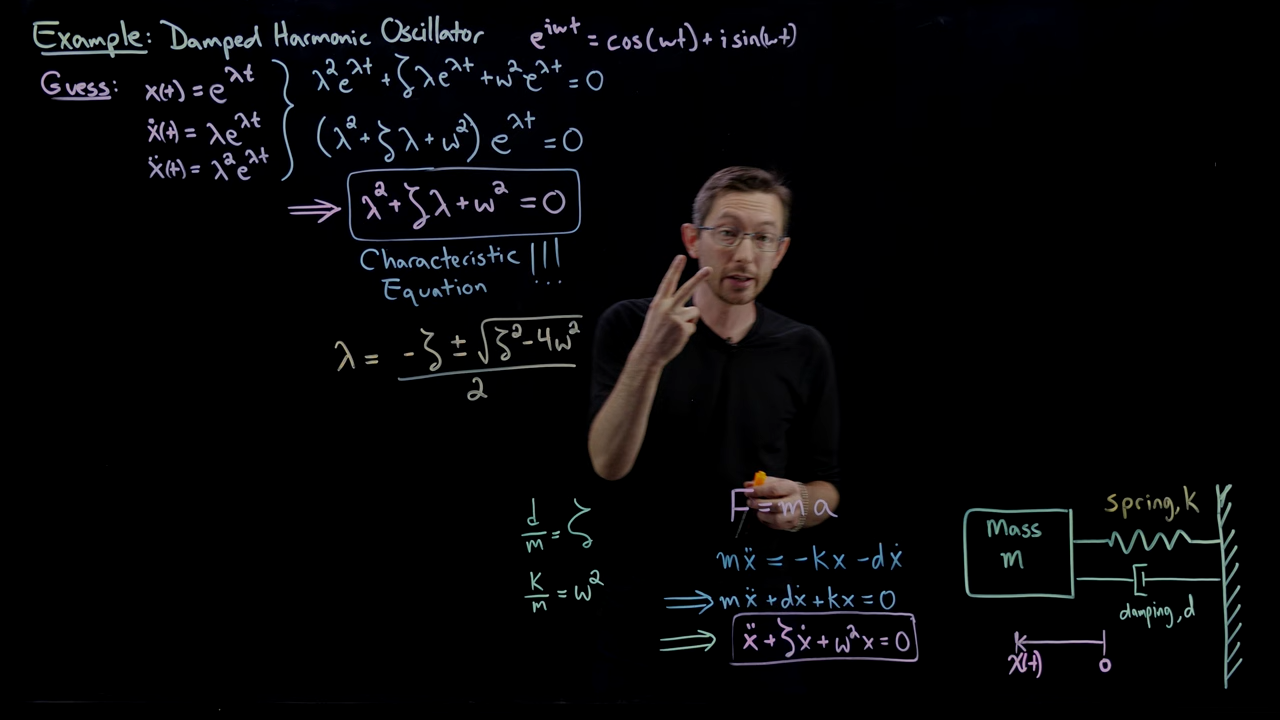 Example: Damped Harmonic Oscillator
e^{iωt} = cos(ωt) + i sin(ωt)
Guess: x(t) = e^{λt}
ẋ(t) = λe^{λt}
ẍ(t) = λ²e^{λt}
λ²e^{λt} + ζλe^{λt} + ω²e^{λt} = 0
(λ² + ζλ + ω²) e^{λt} = 0
⇒ λ² + ζλ + ω² = 0
Characteristic !!!
Equation
λ = (-ζ ± √(ζ² - 4ω²)) / 2
d/m = ζ
k/m = ω²
F = ma
mẍ = -kx - dẋ
⇒ mẍ + dẋ + kx = 0
⇒ ẍ + ζẋ + ω²x = 0
Mass
m
spring, k
damping, d
x(t)
0